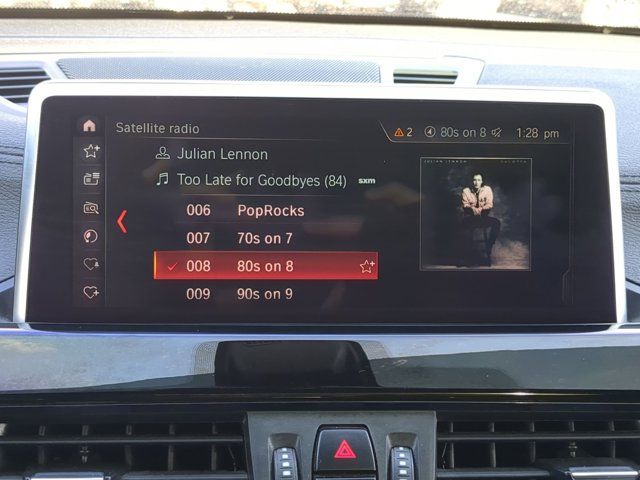 Satellite radio
2 80s on 8 1:28 pm
Julian Lennon
Too Late for Goodbyes (84) sxm
006 PopRocks
007 70s on 7
008 80s on 8
009 90s on 9
JULIAN LENNON VALOTTE